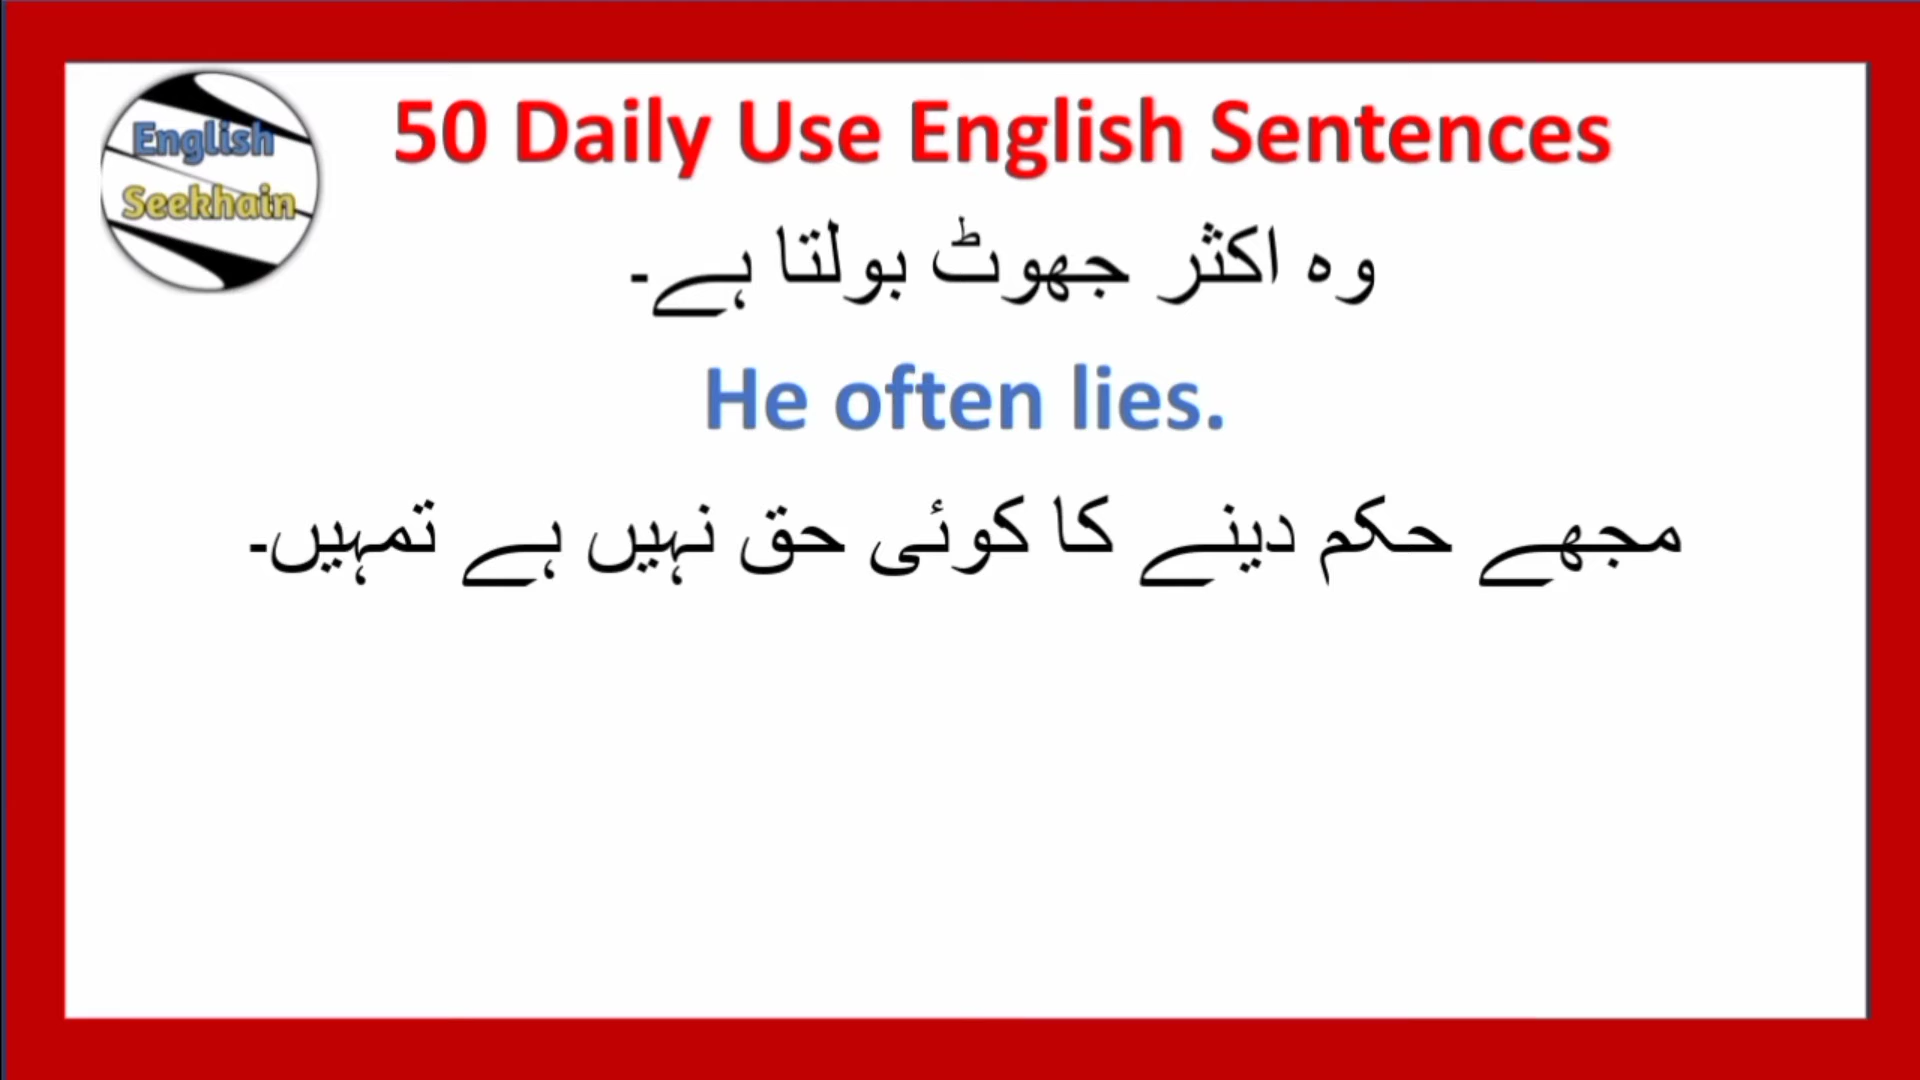 English
Seekhain
50 Daily Use English Sentences
وہ اکثر جھوٹ بولتا ہے۔
He often lies.
مجھے حکم دینے کا کوئی حق نہیں ہے تمہیں۔